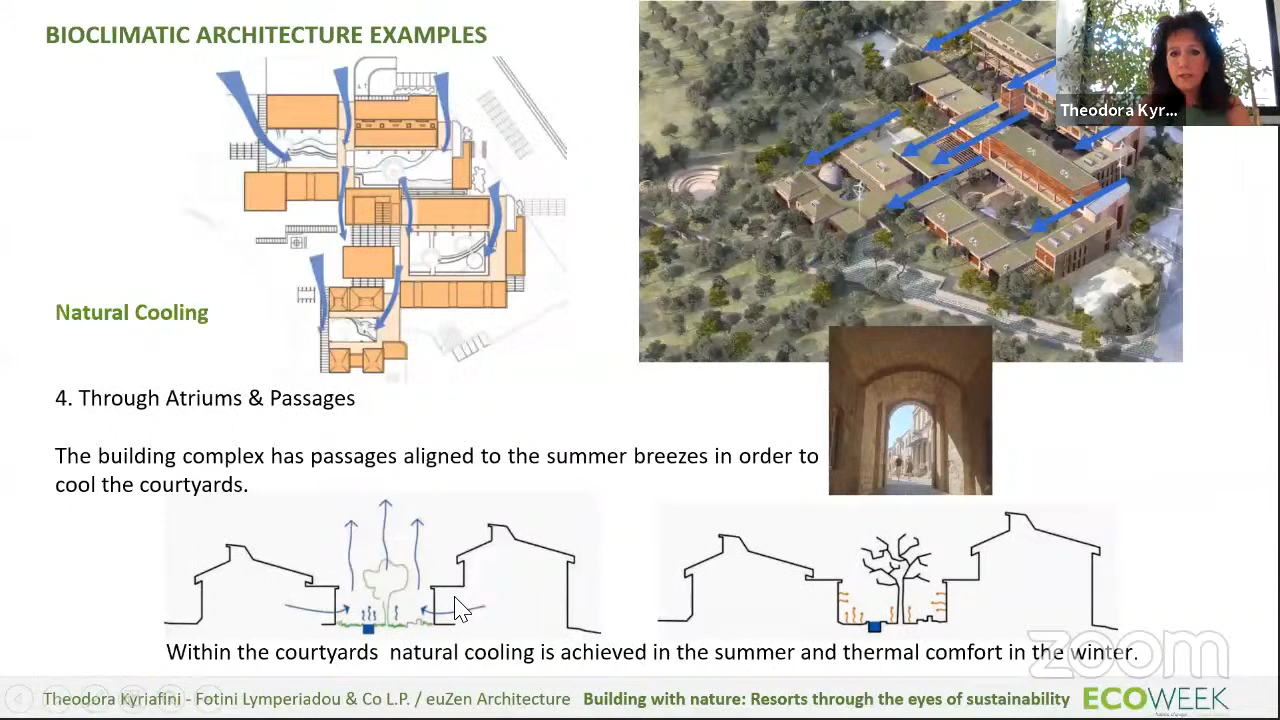 BIOCLIMATIC ARCHITECTURE EXAMPLES
Theodora Kyr...
Natural Cooling
4. Through Atriums & Passages
The building complex has passages aligned to the summer breezes in order to
cool the courtyards.
Within the courtyards natural cooling is achieved in the summer and thermal comfort in the winter.
zoom
Theodora Kyriafini - Fotini Lymperiadou & Co L.P. / euZen Architecture Building with nature: Resorts through the eyes of sustainability ECOWEEK